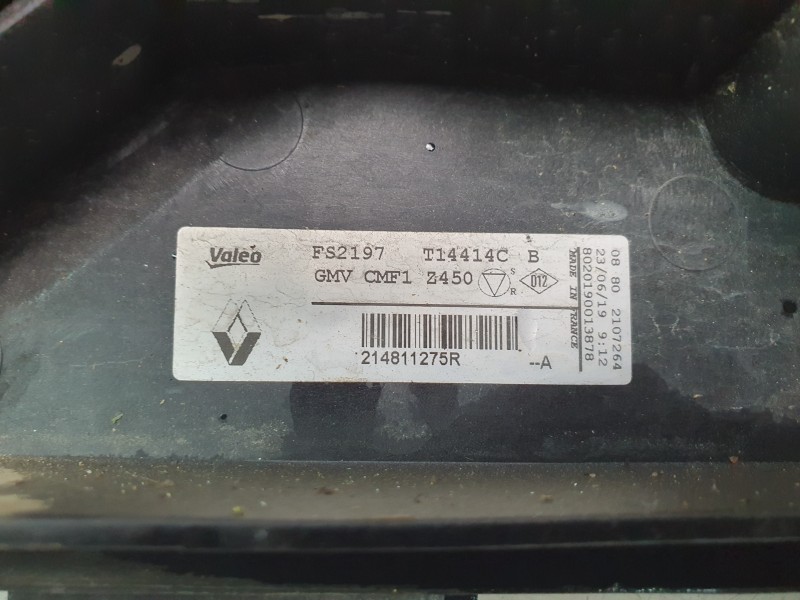 Valeo FS2197 T14414C B
GMV CMF1 Z450 S R D12
214811275R --A
MADE IN FRANCE
8020190013878
23/06/19 9:12
08 80 2107264